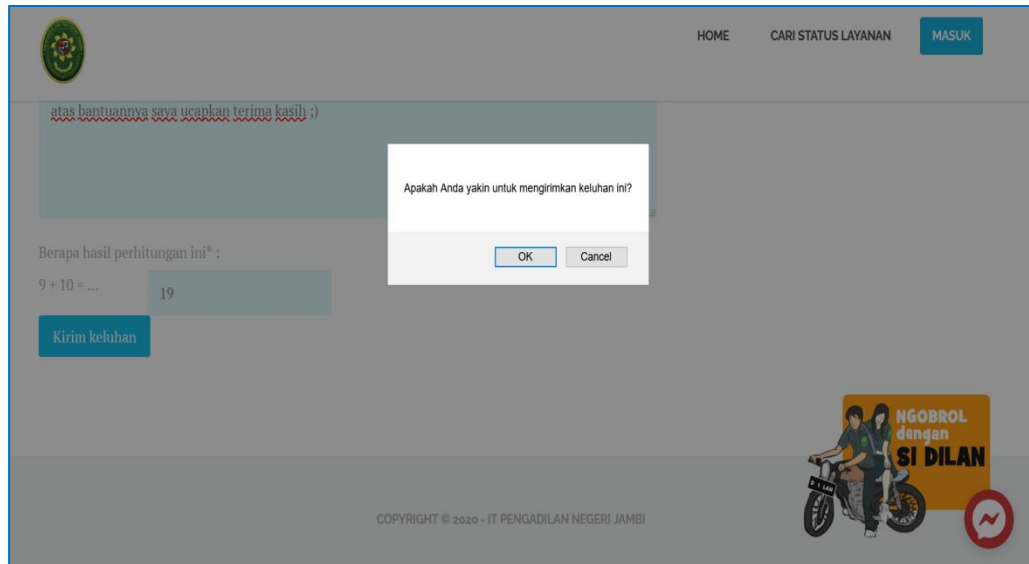 HOME
CARI STATUS LAYANAN
MASUK
atas bantuannya saya ucapkan terima kasih ;)
Apakah Anda yakin untuk mengirimkan keluhan ini?
OK
Cancel
Berapa hasil perhitungan ini* :
9 + 10 = ...
19
Kirim keluhan
NGOBROL
dengan
SI DILAN
D 1 LAN
COPYRIGHT © 2020 - IT PENGADILAN NEGERI JAMBI